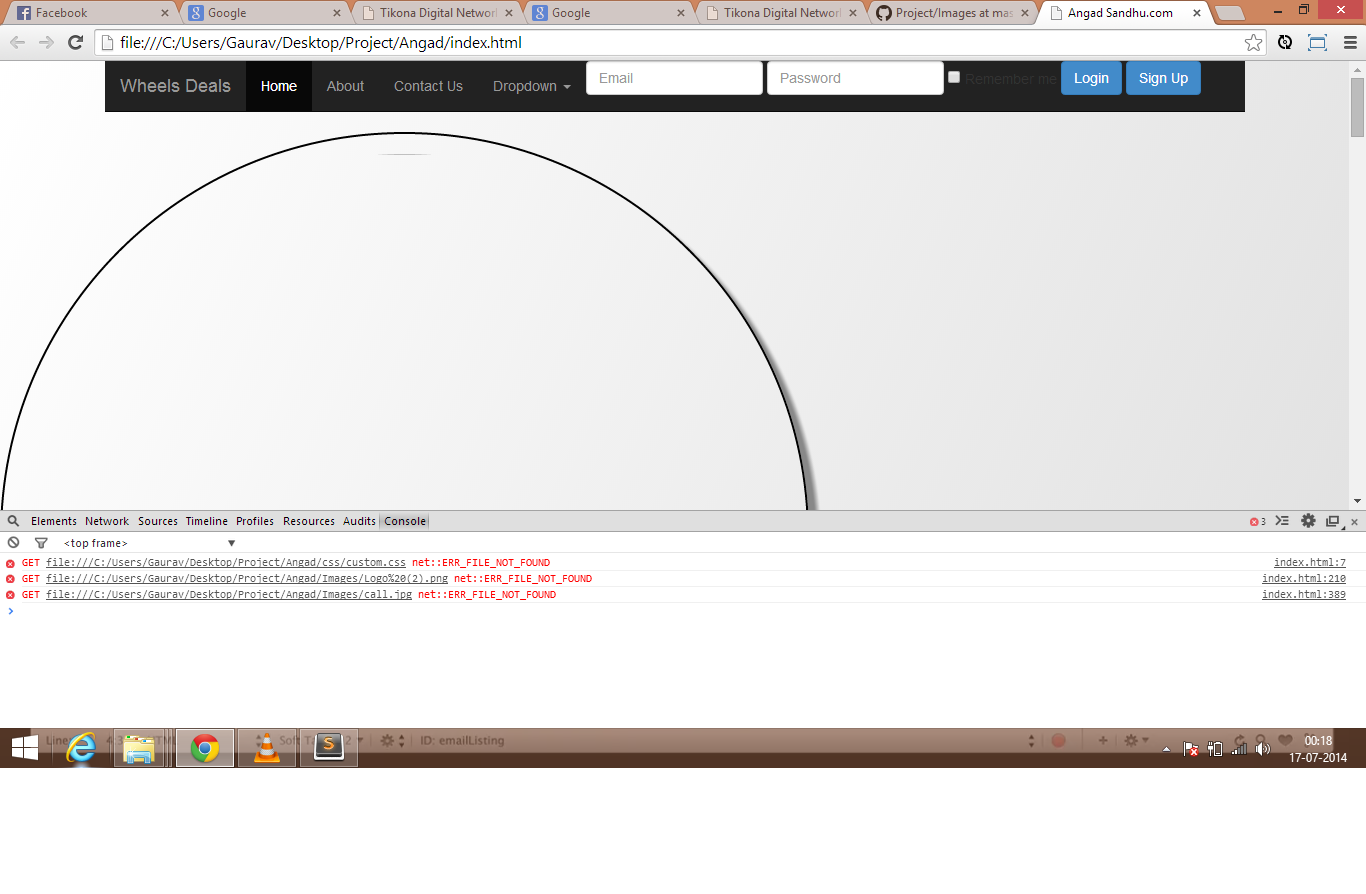 Facebook
Google
Tikona Digital Network
Google
Tikona Digital Network
Project/Images at mas
Angad Sandhu.com
file:///C:/Users/Gaurav/Desktop/Project/Angad/index.html
Wheels Deals Home About Contact Us Dropdown Email Password Remember me Login Sign Up
Elements Network Sources Timeline Profiles Resources Audits Console 3
<top frame>
GET file:///C:/Users/Gaurav/Desktop/Project/Angad/css/custom.css net::ERR_FILE_NOT_FOUND index.html:7
GET file:///C:/Users/Gaurav/Desktop/Project/Angad/Images/Logo%20(2).png net::ERR_FILE_NOT_FOUND index.html:210
GET file:///C:/Users/Gaurav/Desktop/Project/Angad/Images/call.jpg net::ERR_FILE_NOT_FOUND index.html:389
ID: emailListing
00:18
17-07-2014